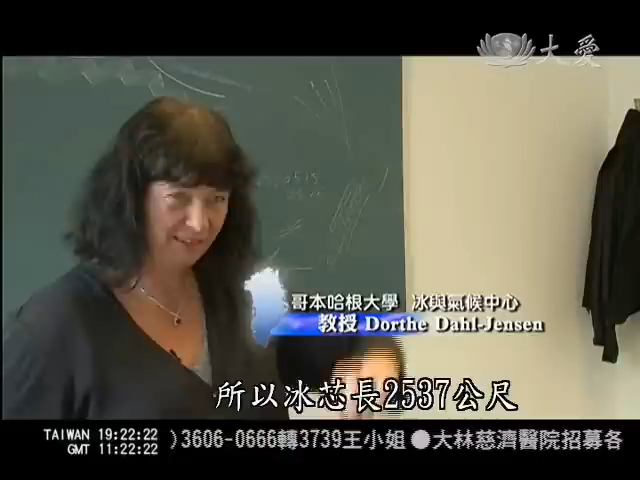 大愛
哥本哈根大學 冰與氣候中心
教授 Dorthe Dahl-Jensen
所以冰芯長2537公尺
TAIWAN 19:22:22
GMT 11:22:22
)3606-0666轉3739王小姐 ●大林慈濟醫院招募各